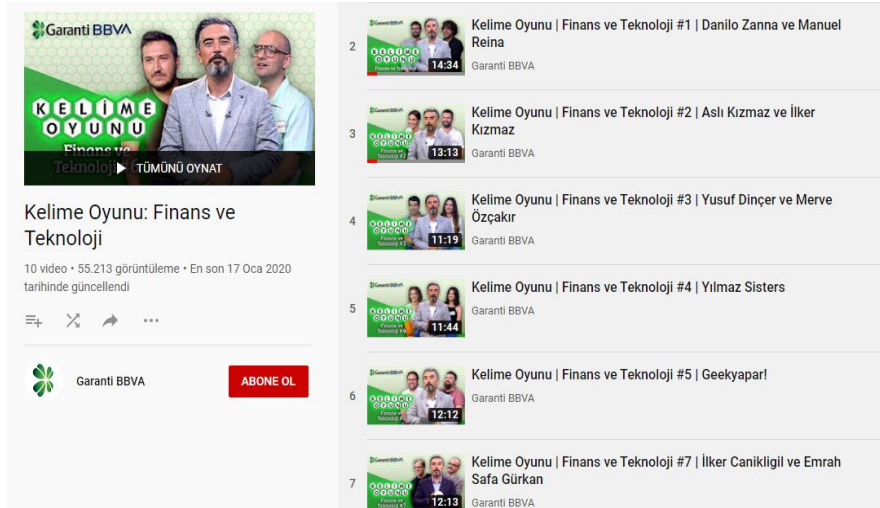 Garanti BBVA
KELİME
OYUNU
Finans ve
Teknoloji
TÜMÜNÜ OYNAT
Kelime Oyunu: Finans ve
Teknoloji
10 video • 55.213 görüntüleme • En son 17 Oca 2020
tarihinde güncellendi
Garanti BBVA
ABONE OL
2
14:34
Kelime Oyunu | Finans ve Teknoloji #1 | Danilo Zanna ve Manuel
Reina
Garanti BBVA
3
13:13
Kelime Oyunu | Finans ve Teknoloji #2 | Aslı Kızmaz ve İlker
Kızmaz
Garanti BBVA
4
11:19
Kelime Oyunu | Finans ve Teknoloji #3 | Yusuf Dinçer ve Merve
Özçakır
Garanti BBVA
5
11:44
Kelime Oyunu | Finans ve Teknoloji #4 | Yılmaz Sisters
Garanti BBVA
6
12:12
Kelime Oyunu | Finans ve Teknoloji #5 | Geekyapar!
Garanti BBVA
7
12:13
Kelime Oyunu | Finans ve Teknoloji #7 | İlker Canikligil ve Emrah
Safa Gürkan
Garanti BBVA